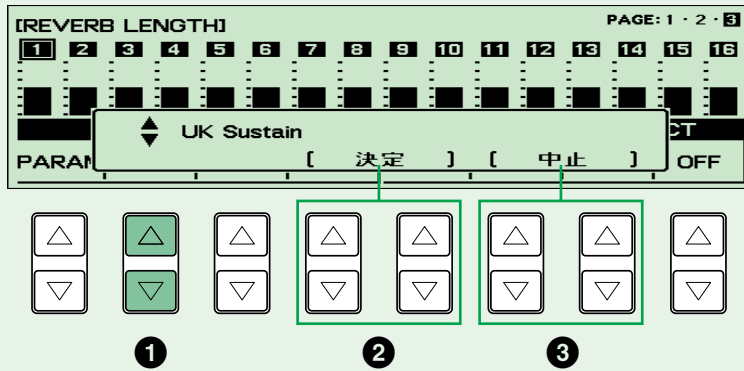 [REVERB LENGTH] PAGE: 1 · 2 · 3
1 2 3 4 5 6 7 8 9 10 11 12 13 14 15 16
UK Sustain CT
PARAM [ 決定 ] [ 中止 ] OFF
1 2 3